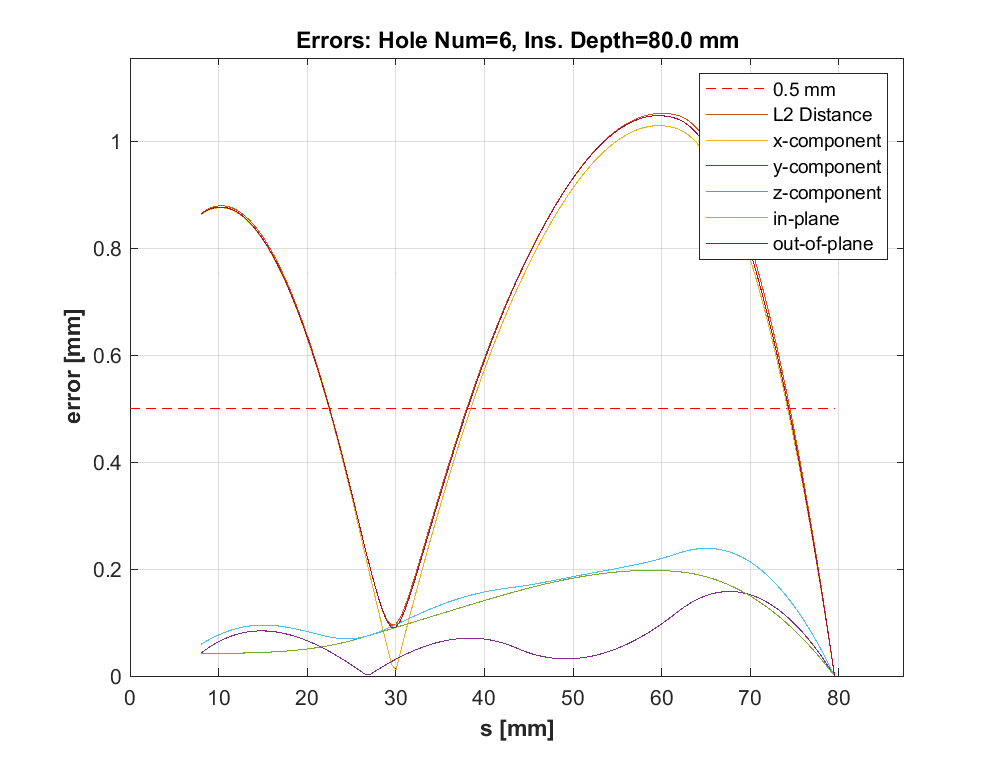 Errors: Hole Num=6, Ins. Depth=80.0 mm
0.5 mm
L2 Distance
x-component
y-component
z-component
in-plane
out-of-plane
error [mm]
1
0.8
0.6
0.4
0.2
0
0 10 20 30 40 50 60 70 80
s [mm]